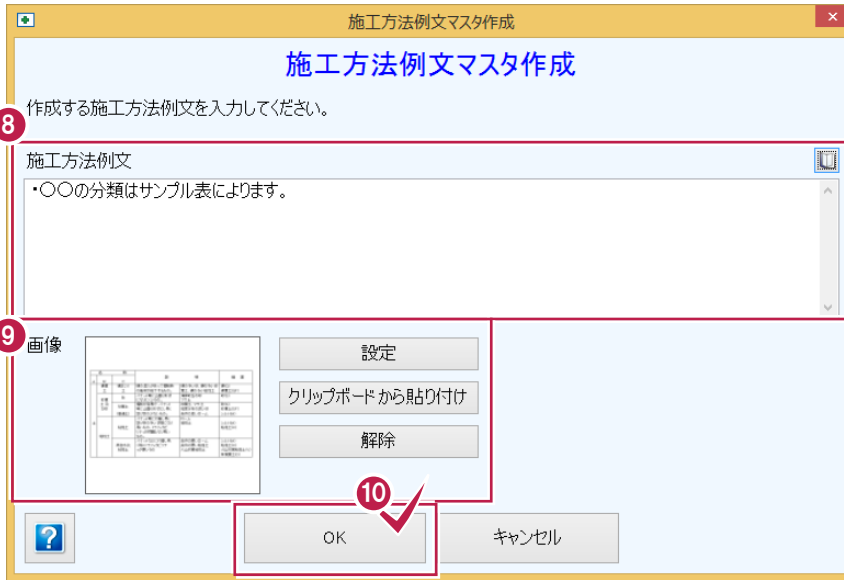 施工方法例文マスタ作成
施工方法例文マスタ作成
作成する施工方法例文を入力してください。
8
施工方法例文
・〇〇の分類はサンプル表によります。
9
画像
設定
クリップボードから貼り付け
解除
10
OK
キャンセル